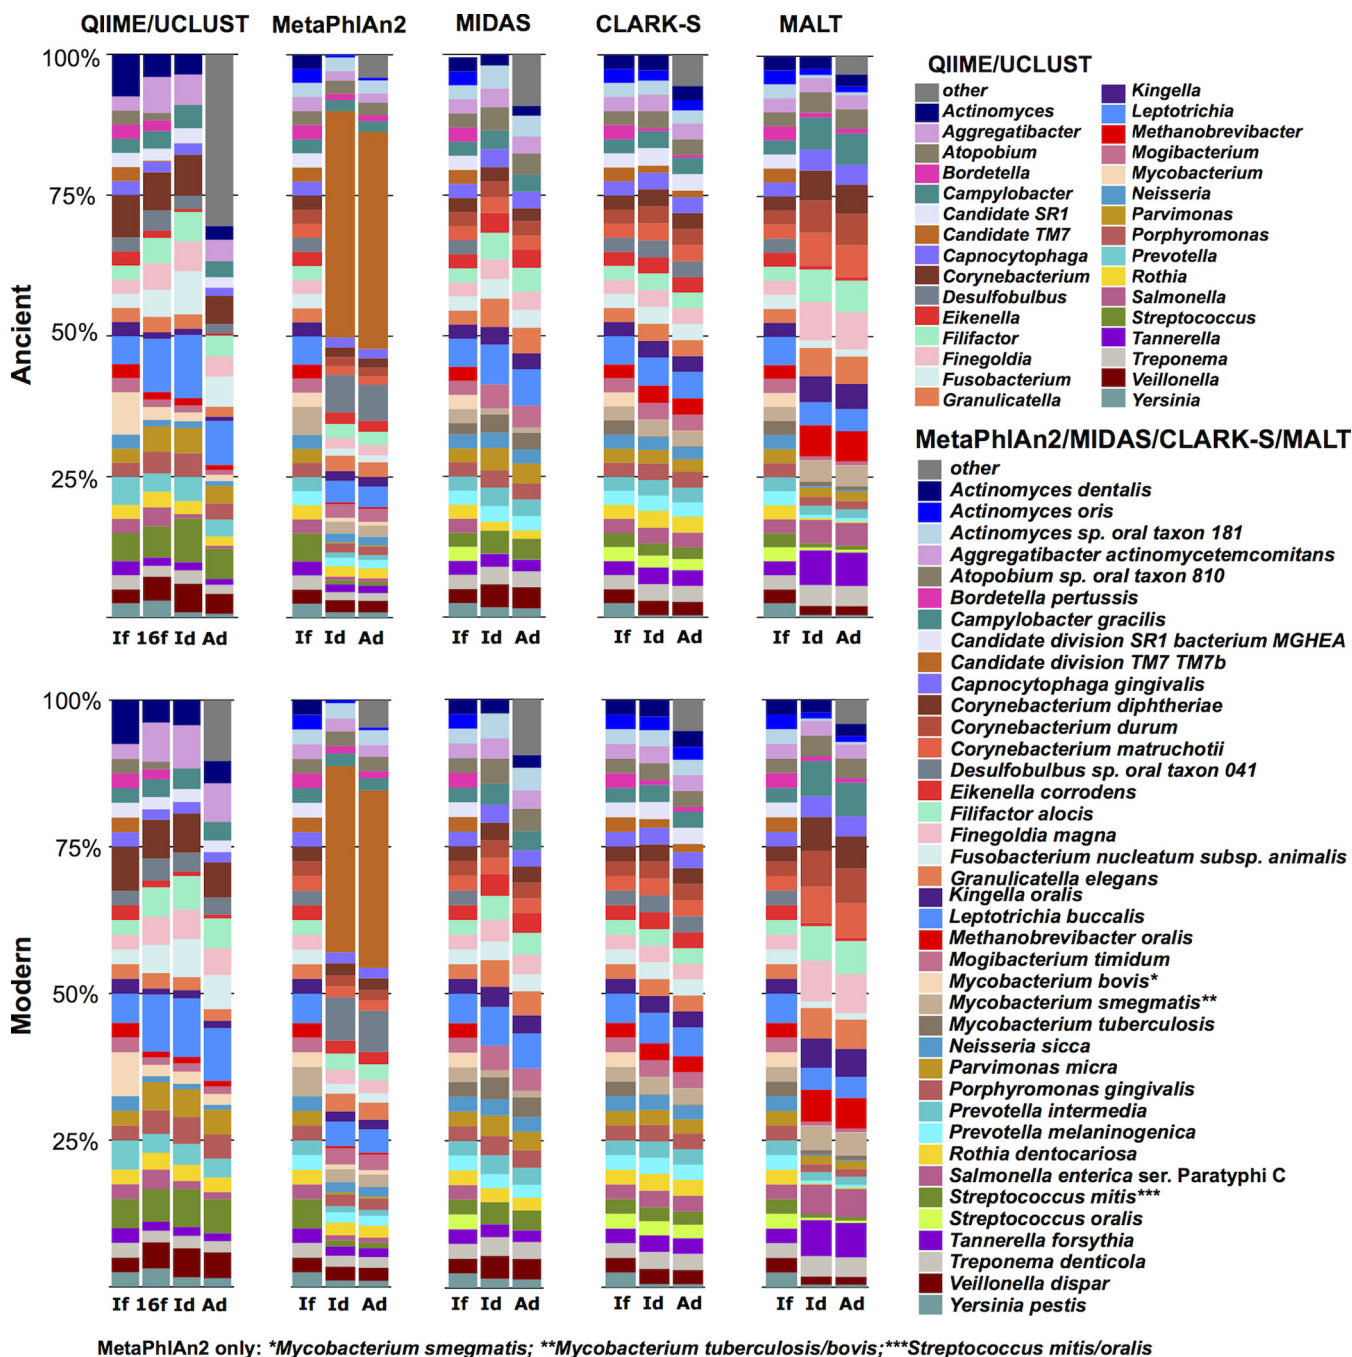 QIIME/UCLUST MetaPhlAn2 MIDAS CLARK-S MALT
100%
75%
50%
25%
Ancient
If 16f Id Ad
If Id Ad
If Id Ad
If Id Ad
If Id Ad
100%
75%
50%
25%
Modern
If 16f Id Ad
If Id Ad
If Id Ad
If Id Ad
If Id Ad
QIIME/UCLUST
other
Actinomyces
Aggregatibacter
Atopobium
Bordetella
Campylobacter
Candidate SR1
Candidate TM7
Capnocytophaga
Corynebacterium
Desulfobulbus
Eikenella
Filifactor
Finegoldia
Fusobacterium
Granulicatella
Kingella
Leptotrichia
Methanobrevibacter
Mogibacterium
Mycobacterium
Neisseria
Parvimonas
Porphyromonas
Prevotella
Rothia
Salmonella
Streptococcus
Tannerella
Treponema
Veillonella
Yersinia
MetaPhlAn2/MIDAS/CLARK-S/MALT
other
Actinomyces dentalis
Actinomyces oris
Actinomyces sp. oral taxon 181
Aggregatibacter actinomycetemcomitans
Atopobium sp. oral taxon 810
Bordetella pertussis
Campylobacter gracilis
Candidate division SR1 bacterium MGHEA
Candidate division TM7 TM7b
Capnocytophaga gingivalis
Corynebacterium diphtheriae
Corynebacterium durum
Corynebacterium matruchotii
Desulfobulbus sp. oral taxon 041
Eikenella corrodens
Filifactor alocis
Finegoldia magna
Fusobacterium nucleatum subsp. animalis
Granulicatella elegans
Kingella oralis
Leptotrichia buccalis
Methanobrevibacter oralis
Mogibacterium timidum
Mycobacterium bovis*
Mycobacterium smegmatis**
Mycobacterium tuberculosis
Neisseria sicca
Parvimonas micra
Porphyromonas gingivalis
Prevotella intermedia
Prevotella melaninogenica
Rothia dentocariosa
Salmonella enterica ser. Paratyphi C
Streptococcus mitis***
Streptococcus oralis
Tannerella forsythia
Treponema denticola
Veillonella dispar
Yersinia pestis
MetaPhlAn2 only: *Mycobacterium smegmatis; **Mycobacterium tuberculosis/bovis;***Streptococcus mitis/oralis